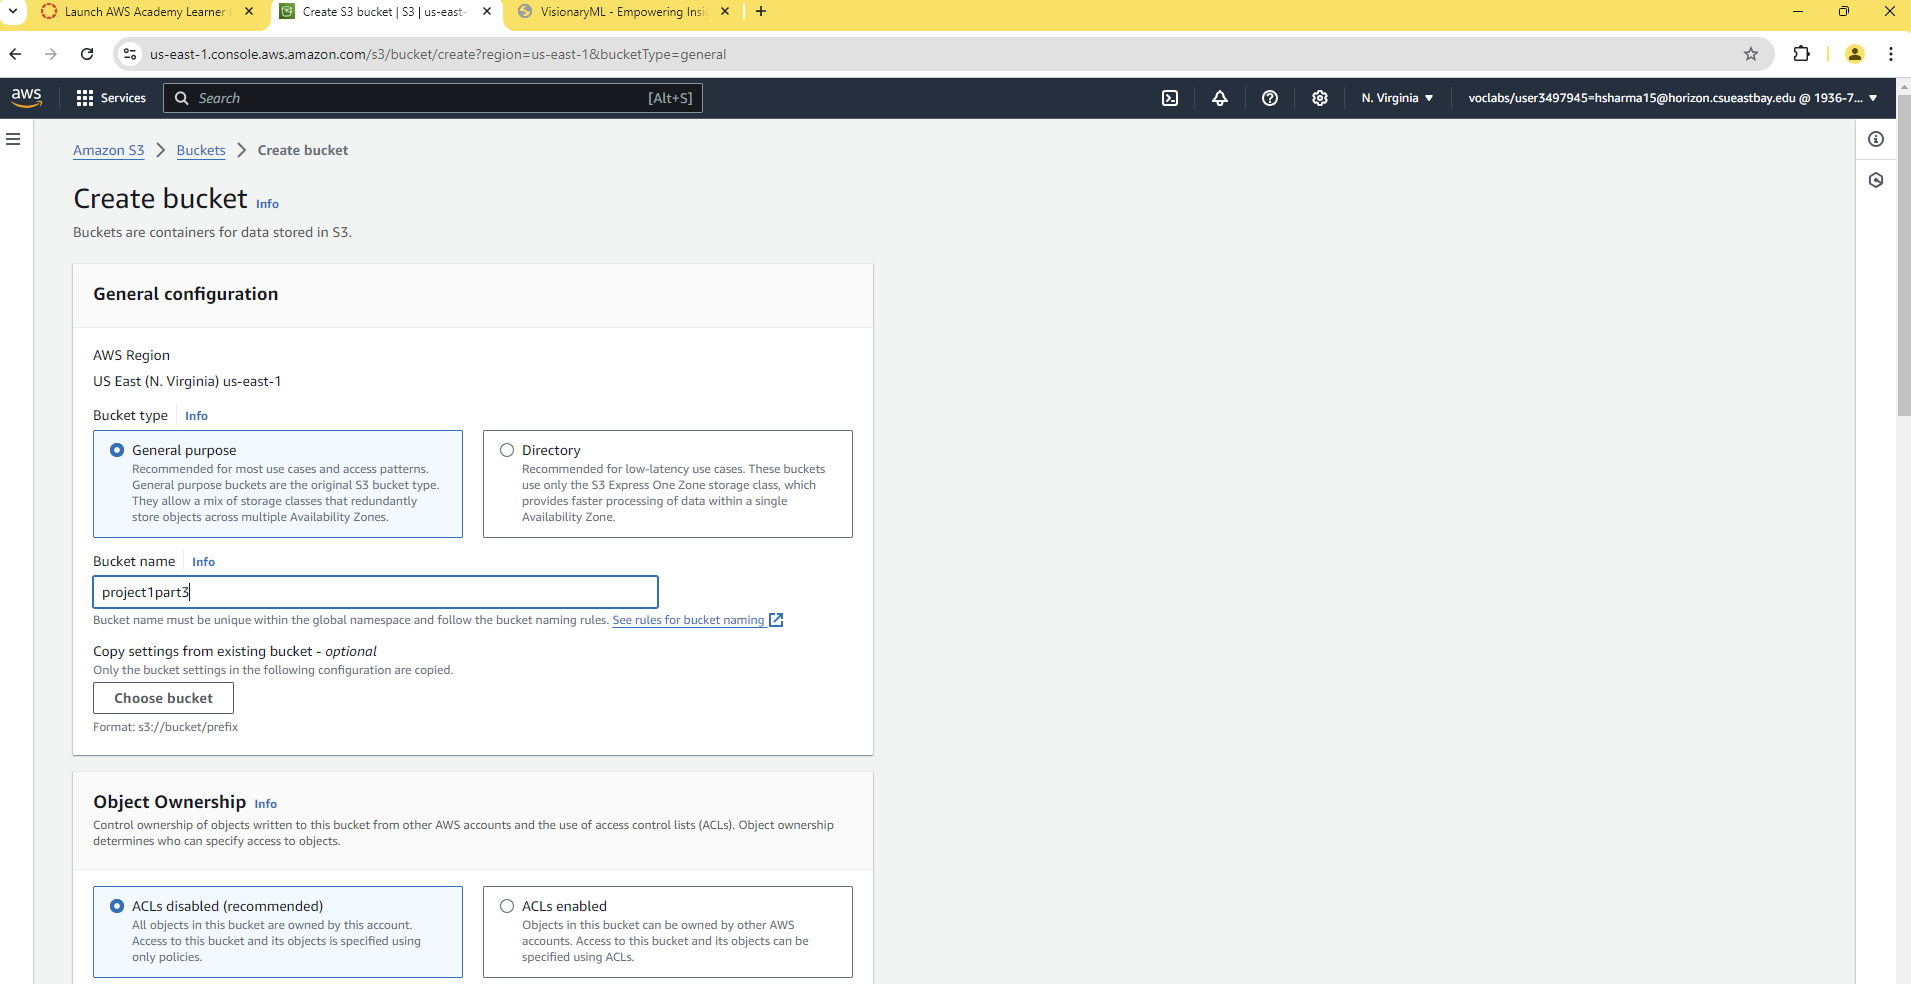 Launch AWS Academy Learner
Create S3 bucket | S3 | us-east-
VisionaryML - Empowering Insi
us-east-1.console.aws.amazon.com/s3/bucket/create?region=us-east-1&bucketType=general
aws
Services
Search
[Alt+S]
N. Virginia
voclabs/user3497945=hsharma15@horizon.csueastbay.edu @ 1936-7...
Amazon S3
Buckets
Create bucket
Create bucket Info
Buckets are containers for data stored in S3.
General configuration
AWS Region
US East (N. Virginia) us-east-1
Bucket type Info
General purpose
Recommended for most use cases and access patterns.
General purpose buckets are the original S3 bucket type.
They allow a mix of storage classes that redundantly
store objects across multiple Availability Zones.
Directory
Recommended for low-latency use cases. These buckets
use only the S3 Express One Zone storage class, which
provides faster processing of data within a single
Availability Zone.
Bucket name Info
project1part3
Bucket name must be unique within the global namespace and follow the bucket naming rules. See rules for bucket naming
Copy settings from existing bucket - optional
Only the bucket settings in the following configuration are copied.
Choose bucket
Format: s3://bucket/prefix
Object Ownership Info
Control ownership of objects written to this bucket from other AWS accounts and the use of access control lists (ACLs). Object ownership
determines who can specify access to objects.
ACLs disabled (recommended)
All objects in this bucket are owned by this account.
Access to this bucket and its objects is specified using
only policies.
ACLs enabled
Objects in this bucket can be owned by other AWS
accounts. Access to this bucket and its objects can be
specified using ACLs.